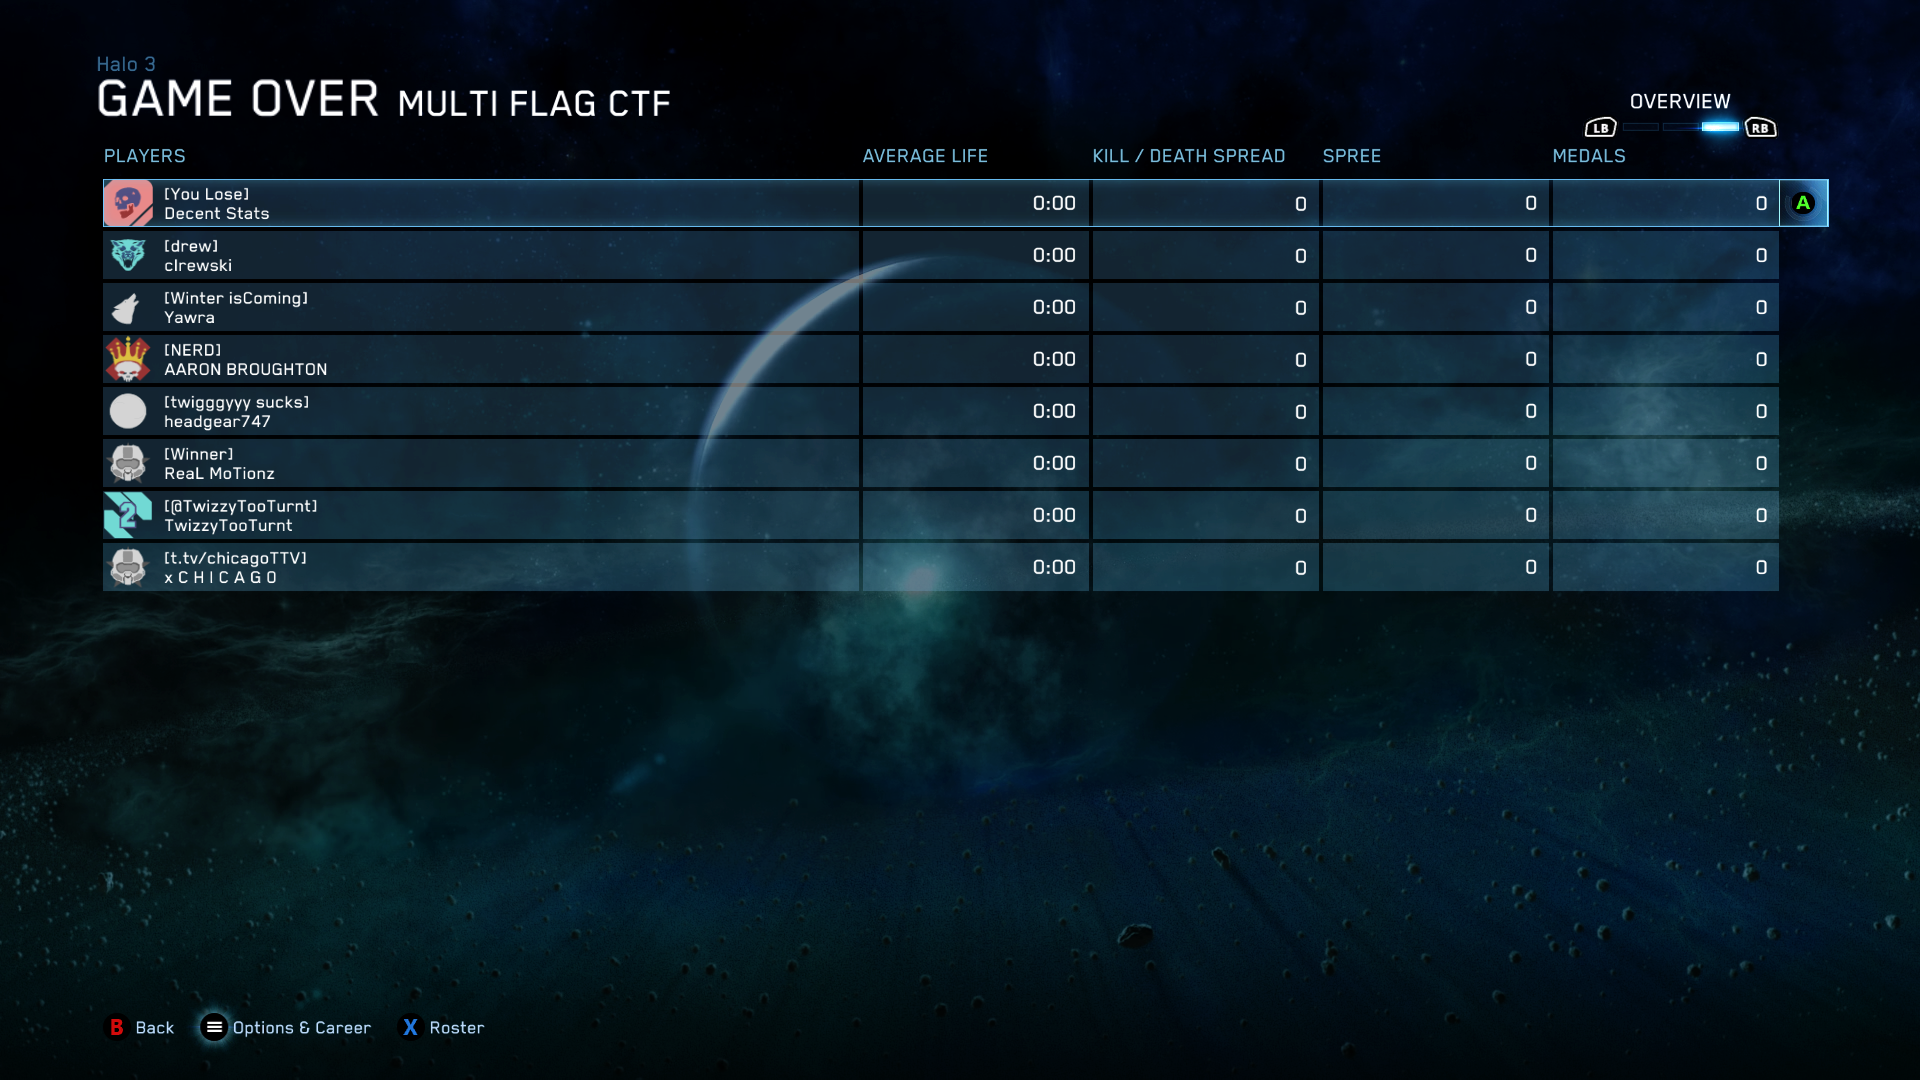 Halo 3
GAME OVER MULTI FLAG CTF
OVERVIEW
LB RB
PLAYERS AVERAGE LIFE KILL / DEATH SPREAD SPREE MEDALS
[You Lose]
Decent Stats 0:00 0 0 0 A
[drew]
clrewski 0:00 0 0 0
[Winter isComing]
Yawra 0:00 0 0 0
[NERD]
AARON BROUGHTON 0:00 0 0 0
[twigggyyy sucks]
headgear747 0:00 0 0 0
[Winner]
ReaL MoTionz 0:00 0 0 0
2 [@TwizzyTooTurnt]
TwizzyTooTurnt 0:00 0 0 0
[t.tv/chicagoTTV]
x C H I C A G O 0:00 0 0 0
B Back Options & Career X Roster